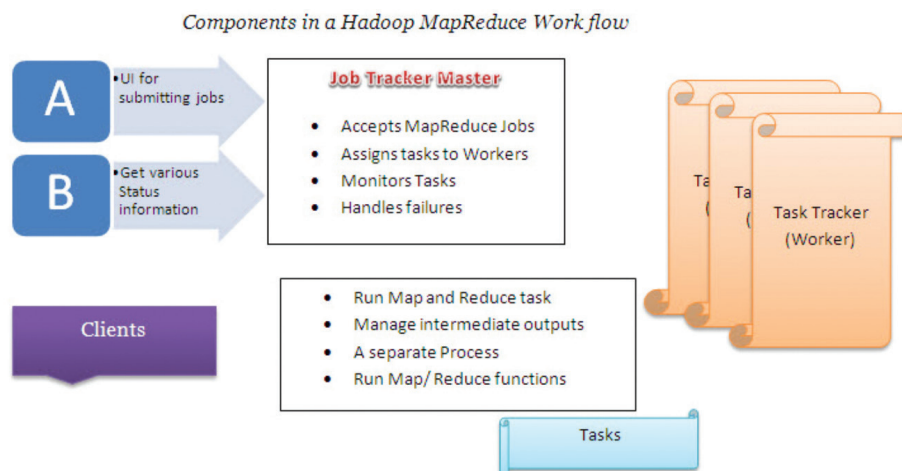 Components in a Hadoop MapReduce Work flow
A
•UI for
submitting jobs
B
•Get various
Status
information
Job Tracker Master
• Accepts MapReduce Jobs
• Assigns tasks to Workers
• Monitors Tasks
• Handles failures
Ta
(
Ta
(
Task Tracker
(Worker)
Clients
• Run Map and Reduce task
• Manage intermediate outputs
• A separate Process
• Run Map/ Reduce functions
Tasks